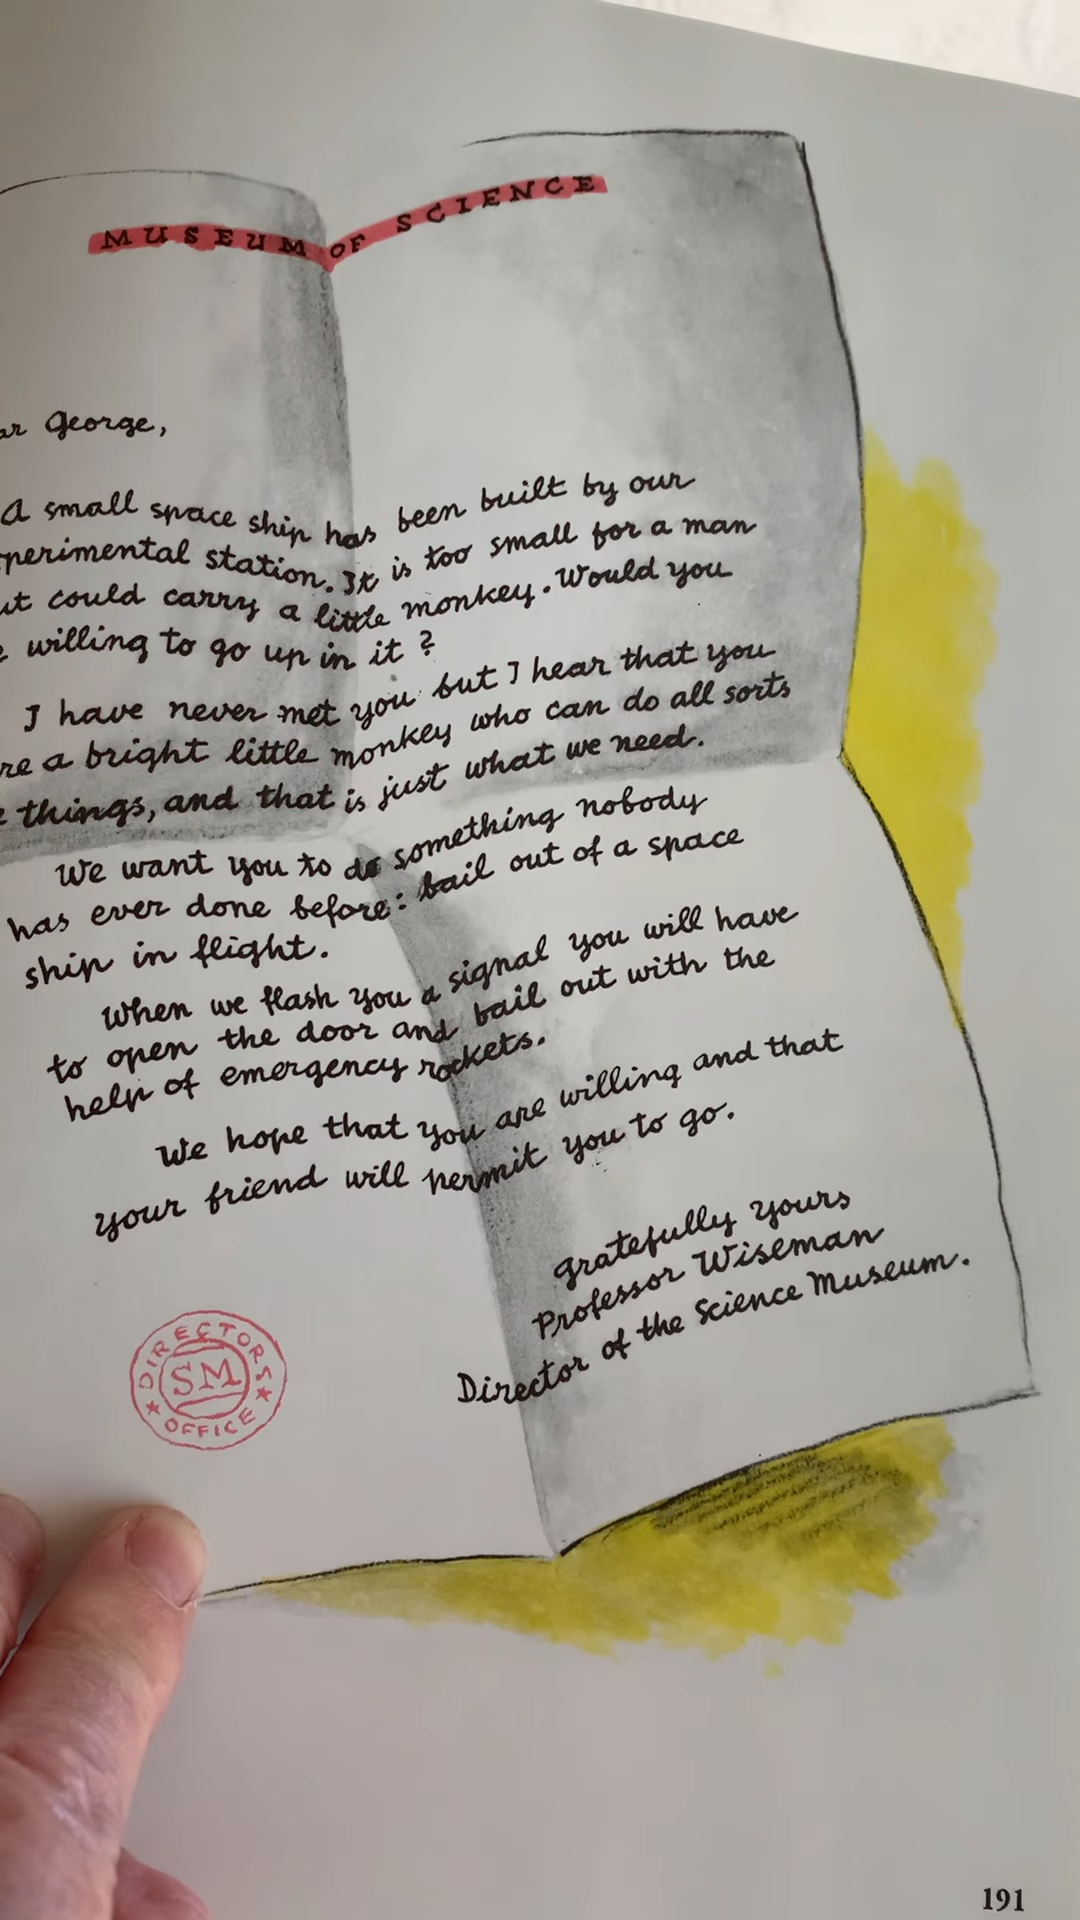 MUSEUM OF SCIENCE
George,
A small space ship has been built by our
station. It is too small for a man
could carry a little monkey. Would you
willing to go up in it?
I have never met you but I hear that you
a bright little monkey who can do all sorts
things, and that is just what we need.
We want you to do something nobody
has ever done before: bail out of a space
ship in flight.
When we flash you a signal you will have
to open the door and bail out with the
help of emergency rockets.
We hope that you are willing and that
your friend will permit you to go.
gratefully yours
Professor Wiseman
Director of the Science Museum.
DIRECTORS
SM
OFFICE
191